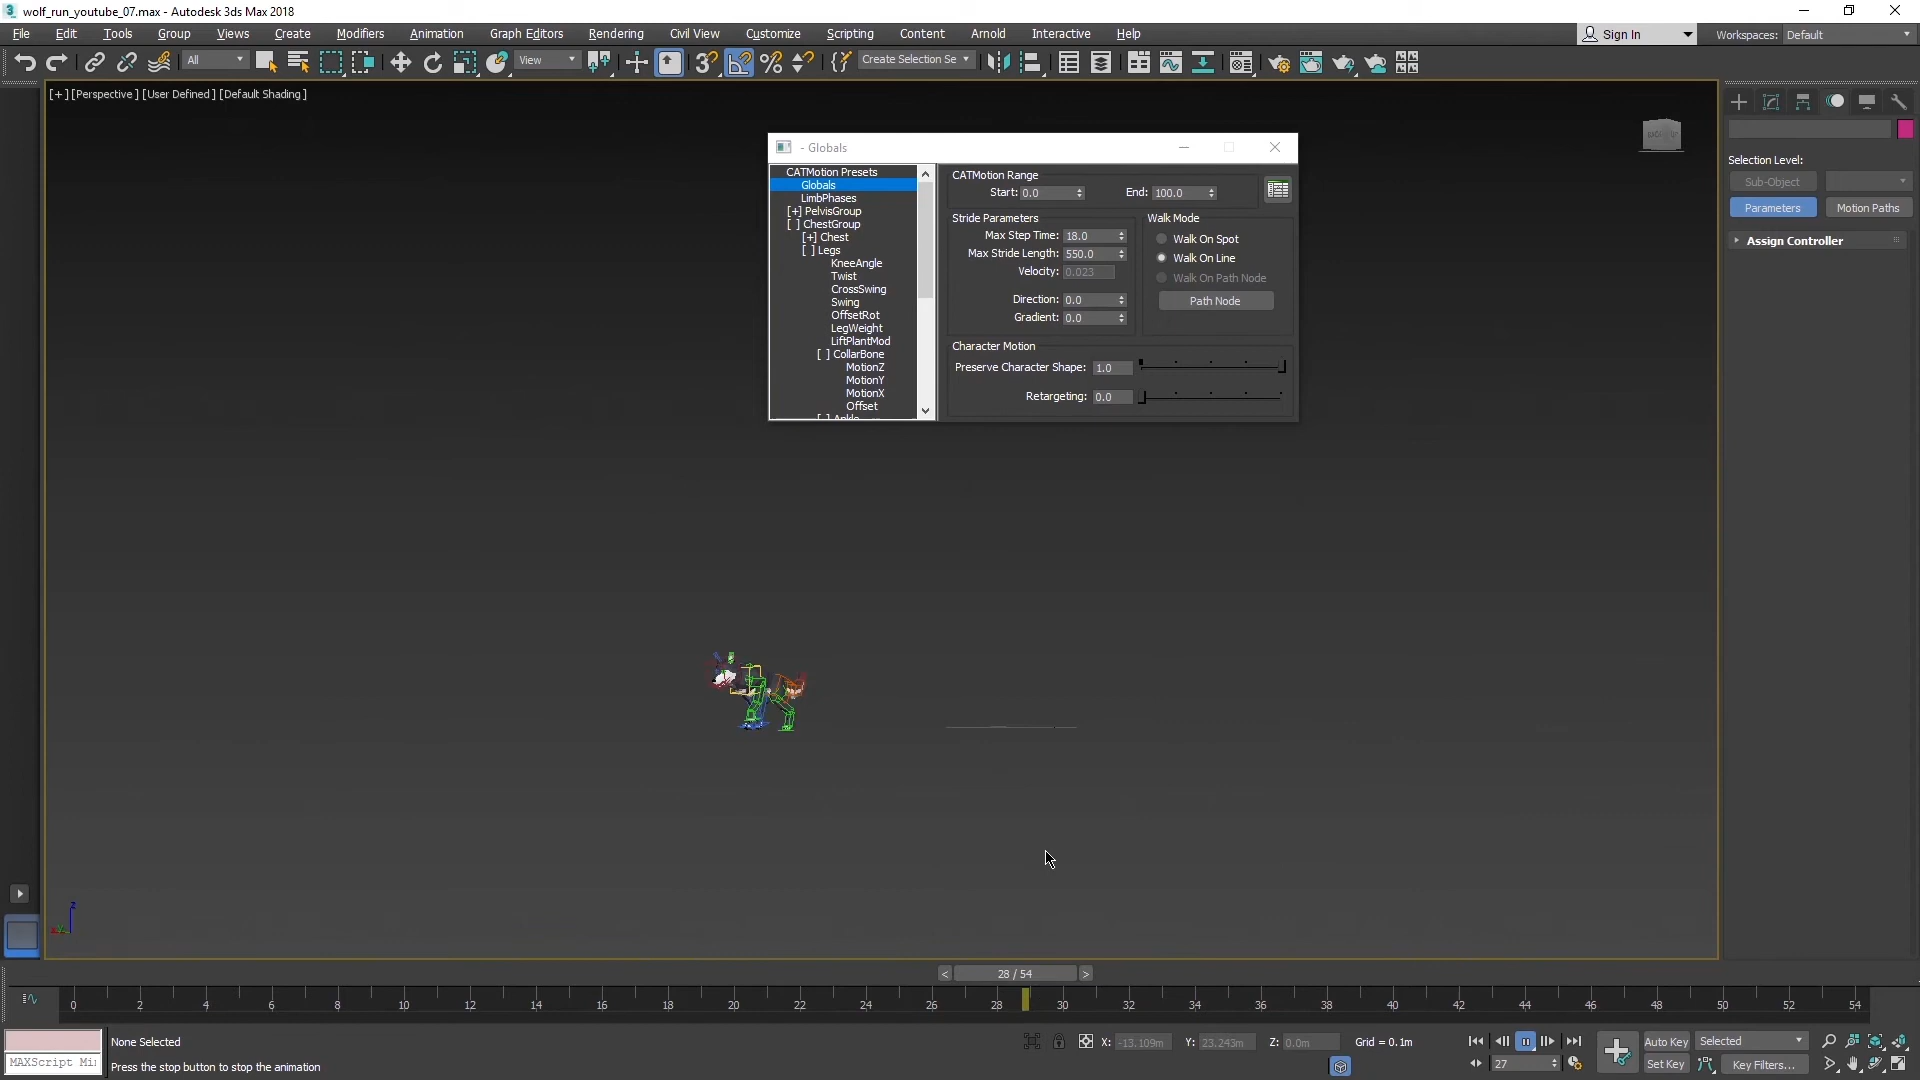 wolf_run_youtube_07.max - Autodesk 3ds Max 2018
File Edit Tools Group Views Create Modifiers Animation Graph Editors Rendering Civil View Customize Scripting Content Arnold Interactive Help Sign In Workspaces: Default
All View Create Selection Se
[+] [Perspective] [User Defined] [Default Shading]
- Globals
CATMotion Presets
Globals
LimbPhases
[+] PelvisGroup
[ ] ChestGroup
[+] Chest
[ ] Legs
KneeAngle
Twist
CrossSwing
Swing
OffsetRot
LegWeight
LiftPlantMod
[ ] CollarBone
MotionZ
MotionY
MotionX
Offset
[ ] Ankle
CATMotion Range
Start: 0.0 End: 100.0
Stride Parameters
Max Step Time: 18.0
Max Stride Length: 550.0
Velocity: 0.023
Direction: 0.0
Gradient: 0.0
Walk Mode
Walk On Spot
Walk On Line
Walk On Path Node
Path Node
Character Motion
Preserve Character Shape: 1.0
Retargeting: 0.0
Selection Level:
Sub-Object
Parameters Motion Paths
Assign Controller
z
< 28 / 54 >
0 2 4 6 8 10 12 14 16 18 20 22 24 26 28 30 32 34 36 38 40 42 44 46 48 50 52 54
None Selected
X: -13.109m Y: 23.243m Z: 0.0m Grid = 0.1m
Auto Key Selected
MAXScript Mi
Press the stop button to stop the animation
27
Set Key Key Filters...